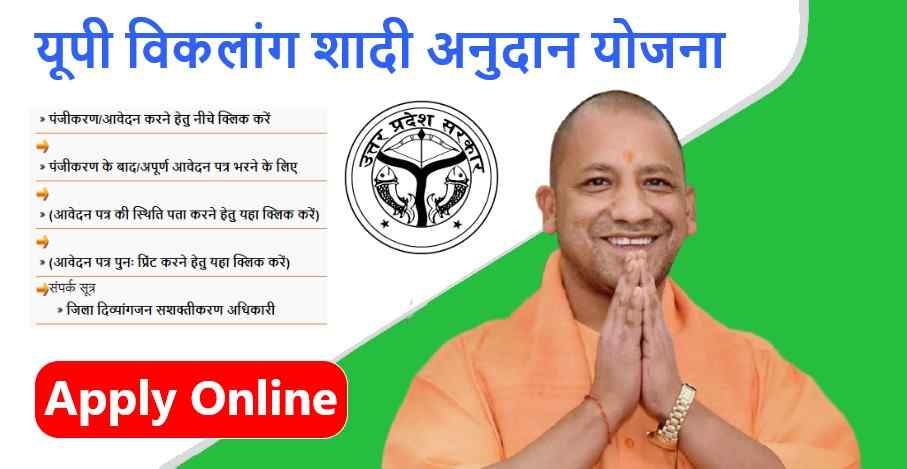 यूपी विकलांग शादी अनुदान योजना
» पंजीकरण/आवेदन करने हेतु नीचे क्लिक करें
» पंजीकरण के बाद/अपूर्ण आवेदन पत्र भरने के लिए
» (आवेदन पत्र की स्थिति पता करने हेतु यहा क्लिक करें)
» (आवेदन पत्र पुनः प्रिंट करने हेतु यहा क्लिक करें)
संपर्क सूत्र
» जिला दिव्यांगजन सशक्तीकरण अधिकारी
उत्तर प्रदेश सरकार
Apply Online